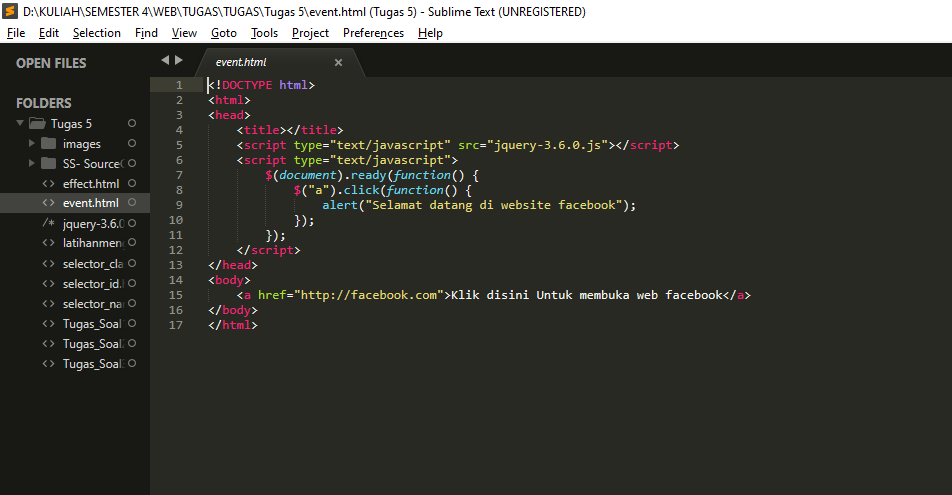 D:\KULIAH\SEMESTER 4\WEB\TUGAS\TUGAS\Tugas 5\event.html (Tugas 5) - Sublime Text (UNREGISTERED)
File Edit Selection Find View Goto Tools Project Preferences Help
OPEN FILES
FOLDERS
Tugas 5
images
SS- Source
effect.html
event.html
/* jquery-3.6.0
latihanmen
selector_cla
selector_id.
selector_na
Tugas_Soal
Tugas_Soal
Tugas_Soal
event.html ×
1 <!DOCTYPE html>
2 <html>
3 <head>
4     <title></title>
5     <script type="text/javascript" src="jquery-3.6.0.js"></script>
6     <script type="text/javascript">
7         $(document).ready(function() {
8             $("a").click(function() {
9                 alert("Selamat datang di website facebook");
10             });
11         });
12     </script>
13 </head>
14 <body>
15     <a href="http://facebook.com">Klik disini Untuk membuka web facebook</a>
16 </body>
17 </html>